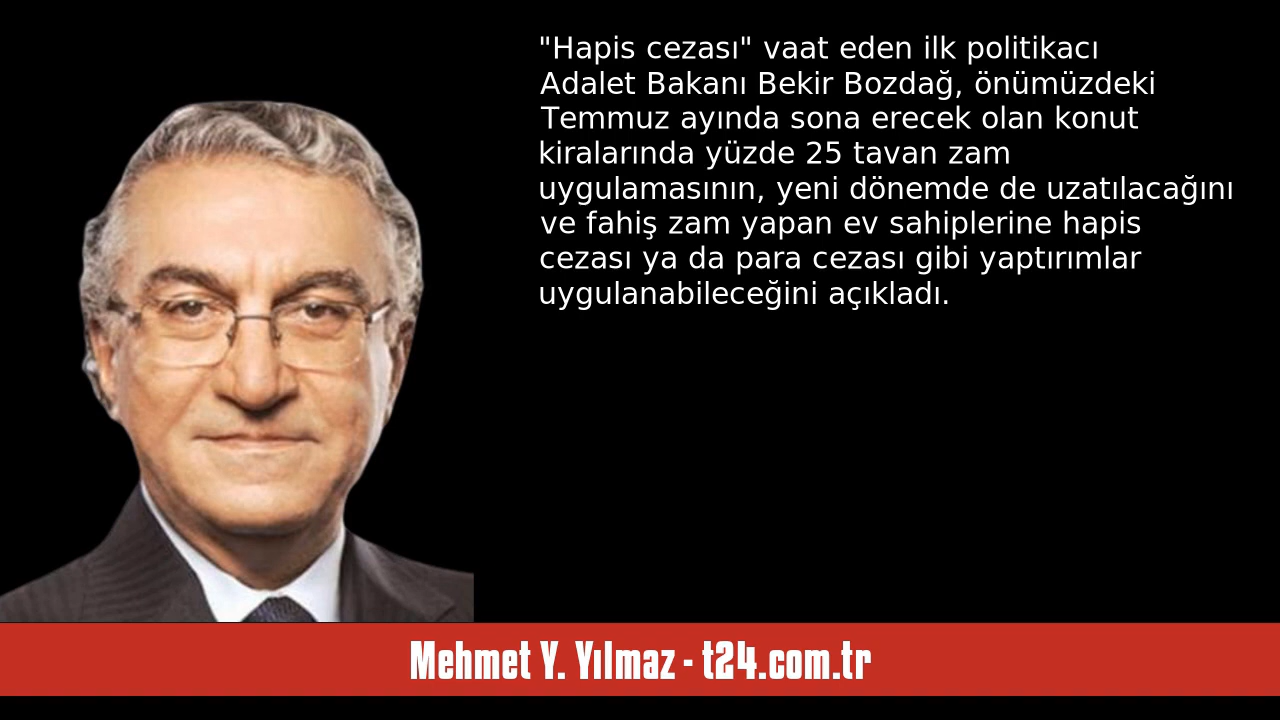 "Hapis cezası" vaat eden ilk politikacı
Adalet Bakanı Bekir Bozdağ, önümüzdeki
Temmuz ayında sona erecek olan konut
kiralarında yüzde 25 tavan zam
uygulamasının, yeni dönemde de uzatılacağını
ve fahiş zam yapan ev sahiplerine hapis
cezası ya da para cezası gibi yaptırımlar
uygulanabileceğini açıkladı.
Mehmet Y. Yılmaz - t24.com.tr